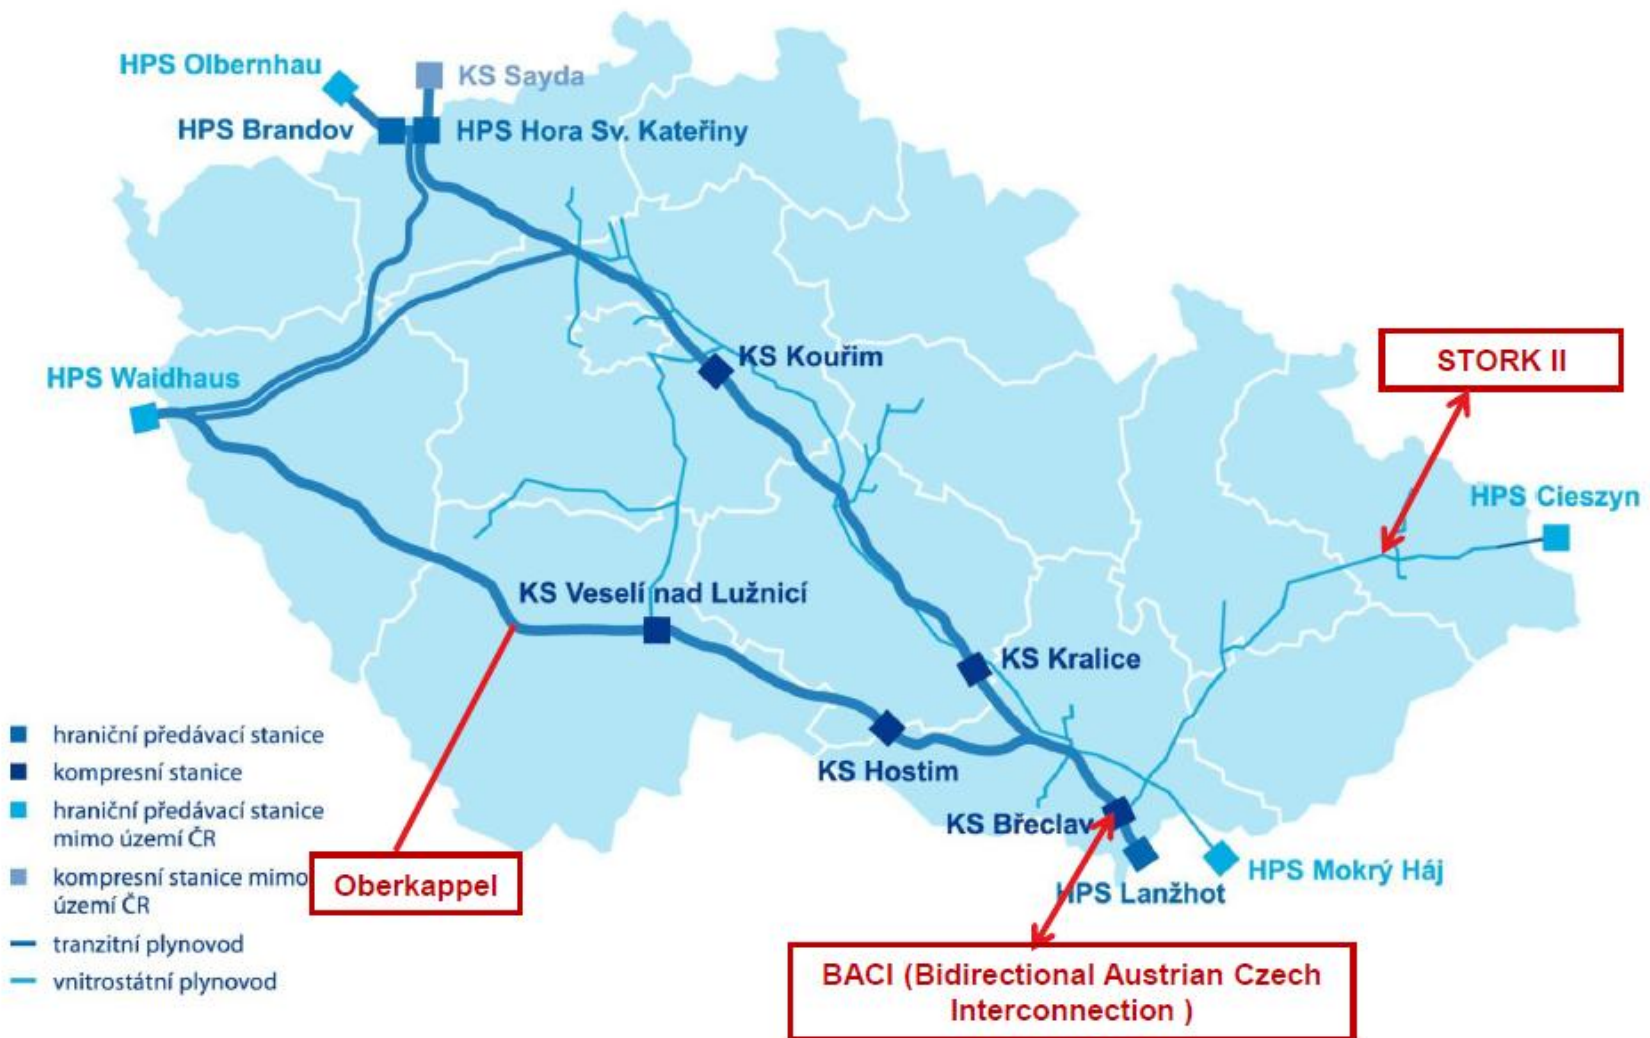 HPS Olbernhau
KS Sayda
HPS Brandov
HPS Hora Sv. Kateřiny
KS Kouřim
STORK II
HPS Waidhaus
HPS Cieszyn
KS Veselí nad Lužnicí
KS Kralice
hraniční předávací stanice
kompresní stanice
KS Hostim
hraniční předávací stanice
mimo území ČR
KS Břeclav
kompresní stanice mimo
území ČR
Oberkappel
HPS Mokrý Háj
HPS Lanžhot
tranzitní plynovod
vnitrostátní plynovod
BACI (Bidirectional Austrian Czech
Interconnection )